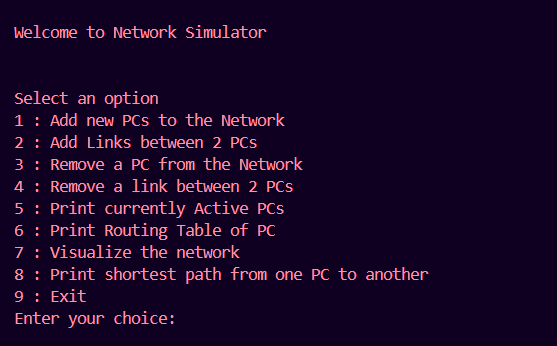 Welcome to Network Simulator
Select an option
1 : Add new PCs to the Network
2 : Add Links between 2 PCs
3 : Remove a PC from the Network
4 : Remove a link between 2 PCs
5 : Print currently Active PCs
6 : Print Routing Table of PC
7 : Visualize the network
8 : Print shortest path from one PC to another
9 : Exit
Enter your choice: